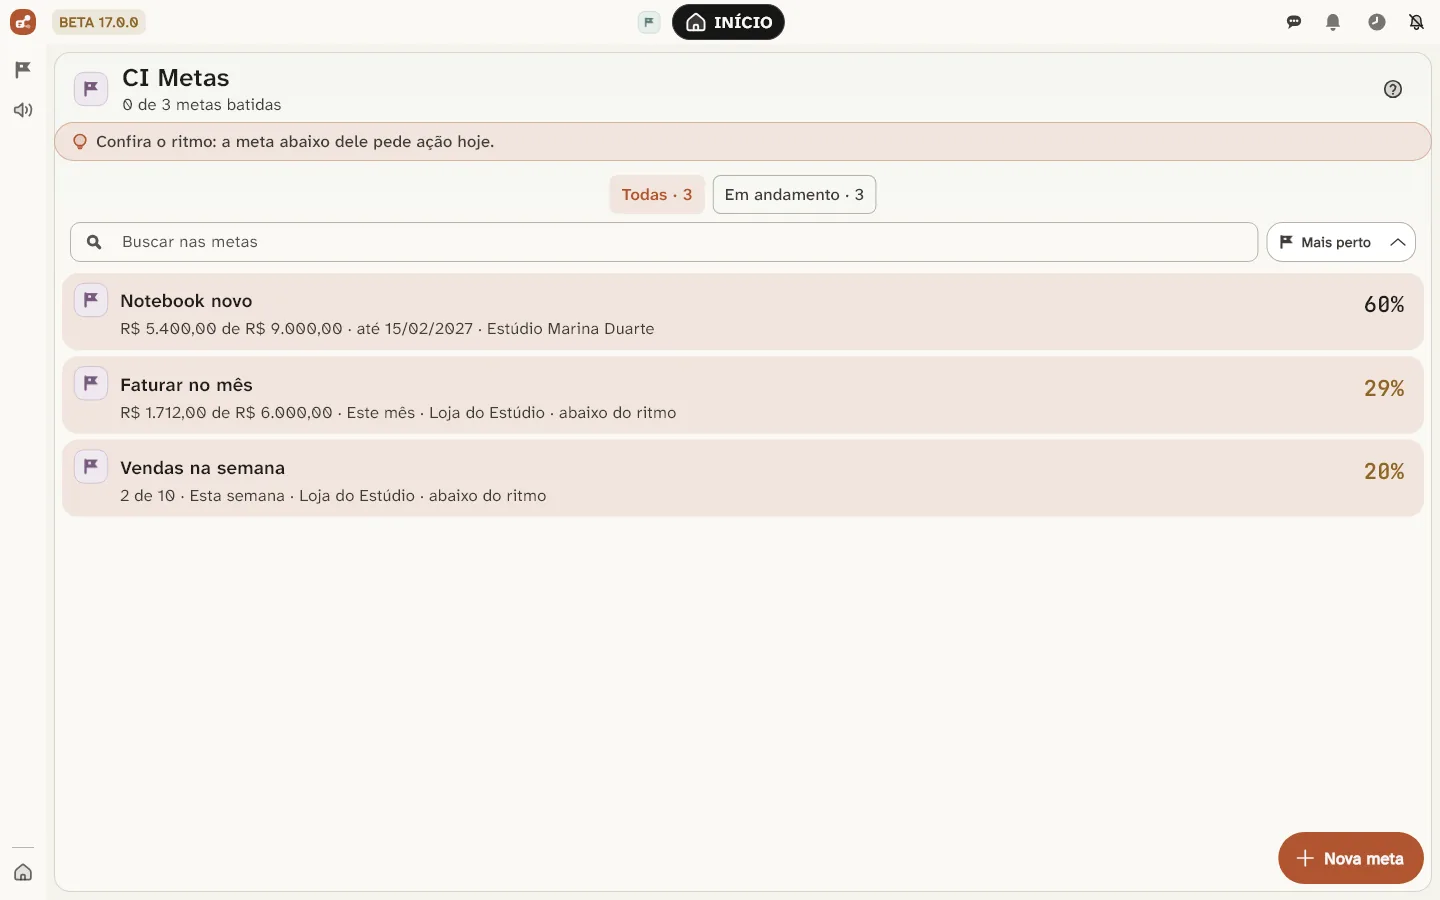 BETA 17.0.0
INÍCIO
CI Metas
0 de 3 metas batidas
Confira o ritmo: a meta abaixo dele pede ação hoje.
Todas · 3
Em andamento · 3
Buscar nas metas
Mais perto
Notebook novo
60%
R$ 5.400,00 de R$ 9.000,00 · até 15/02/2027 · Estúdio Marina Duarte
Faturar no mês
29%
R$ 1.712,00 de R$ 6.000,00 · Este mês · Loja do Estúdio · abaixo do ritmo
Vendas na semana
20%
2 de 10 · Esta semana · Loja do Estúdio · abaixo do ritmo
Nova meta